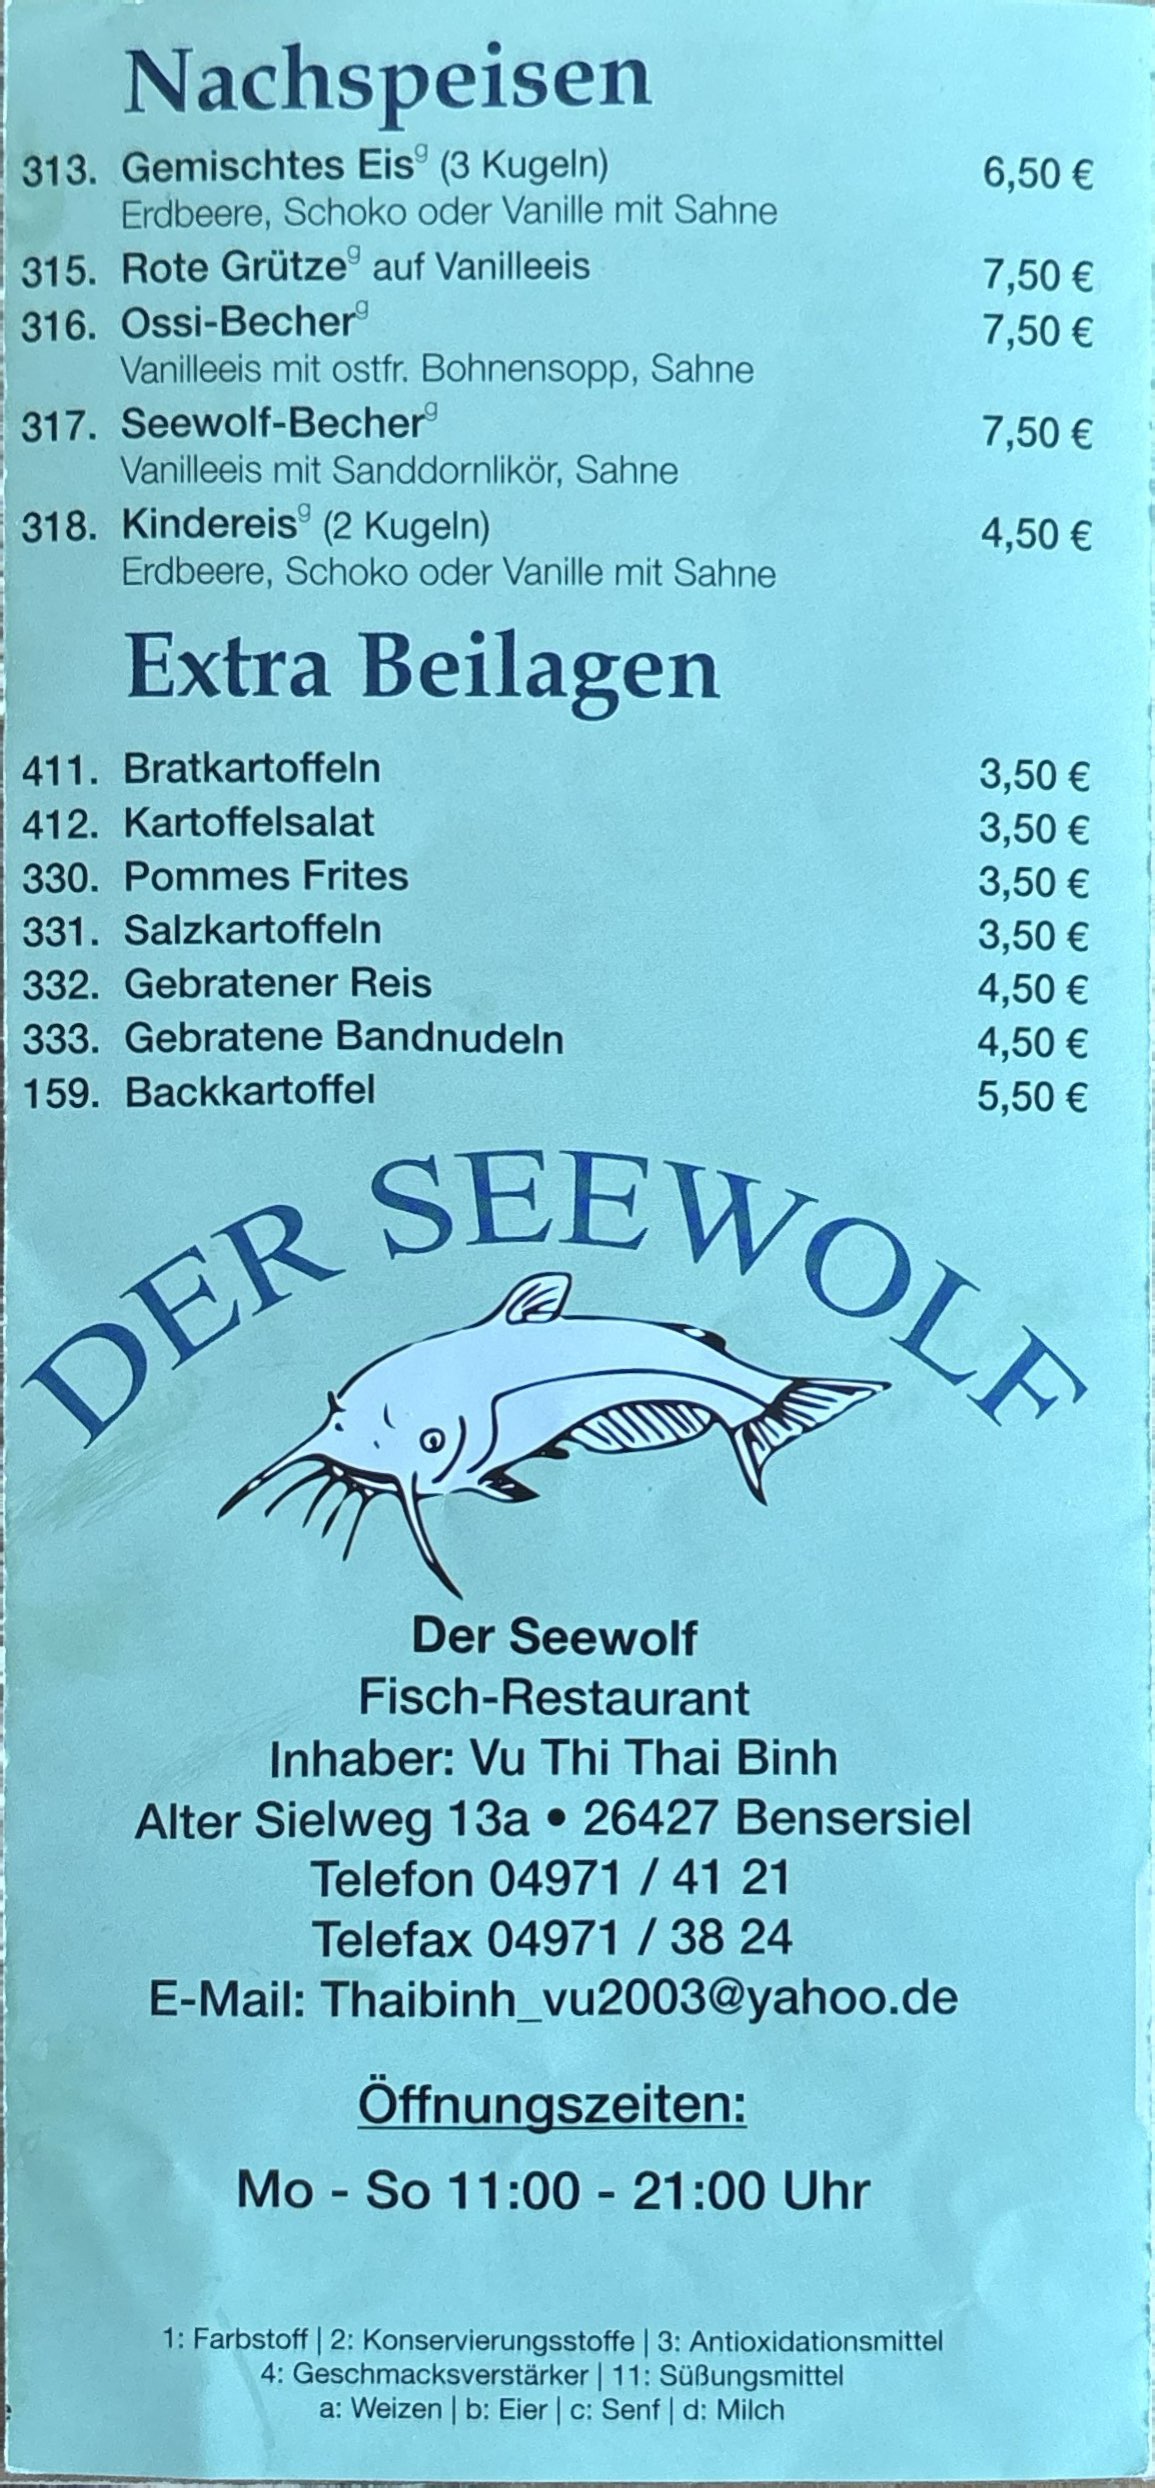 Nachspeisen
313. Gemischtes Eisᵍ (3 Kugeln) 6,50 €
Erdbeere, Schoko oder Vanille mit Sahne
315. Rote Grützeᵍ auf Vanilleeis 7,50 €
316. Ossi-Becherᵍ 7,50 €
Vanilleeis mit ostfr. Bohnensopp, Sahne
317. Seewolf-Becherᵍ 7,50 €
Vanilleeis mit Sanddornlikör, Sahne
318. Kindereisᵍ (2 Kugeln) 4,50 €
Erdbeere, Schoko oder Vanille mit Sahne
Extra Beilagen
411. Bratkartoffeln 3,50 €
412. Kartoffelsalat 3,50 €
330. Pommes Frites 3,50 €
331. Salzkartoffeln 3,50 €
332. Gebratener Reis 4,50 €
333. Gebratene Bandnudeln 4,50 €
159. Backkartoffel 5,50 €
DER SEEWOLF
Der Seewolf
Fisch-Restaurant
Inhaber: Vu Thi Thai Binh
Alter Sielweg 13a • 26427 Bensersiel
Telefon 04971 / 41 21
Telefax 04971 / 38 24
E-Mail: Thaibinh_vu2003@yahoo.de
Öffnungszeiten:
Mo - So 11:00 - 21:00 Uhr
1: Farbstoff | 2: Konservierungsstoffe | 3: Antioxidationsmittel
4: Geschmacksverstärker | 11: Süßungsmittel
a: Weizen | b: Eier | c: Senf | d: Milch